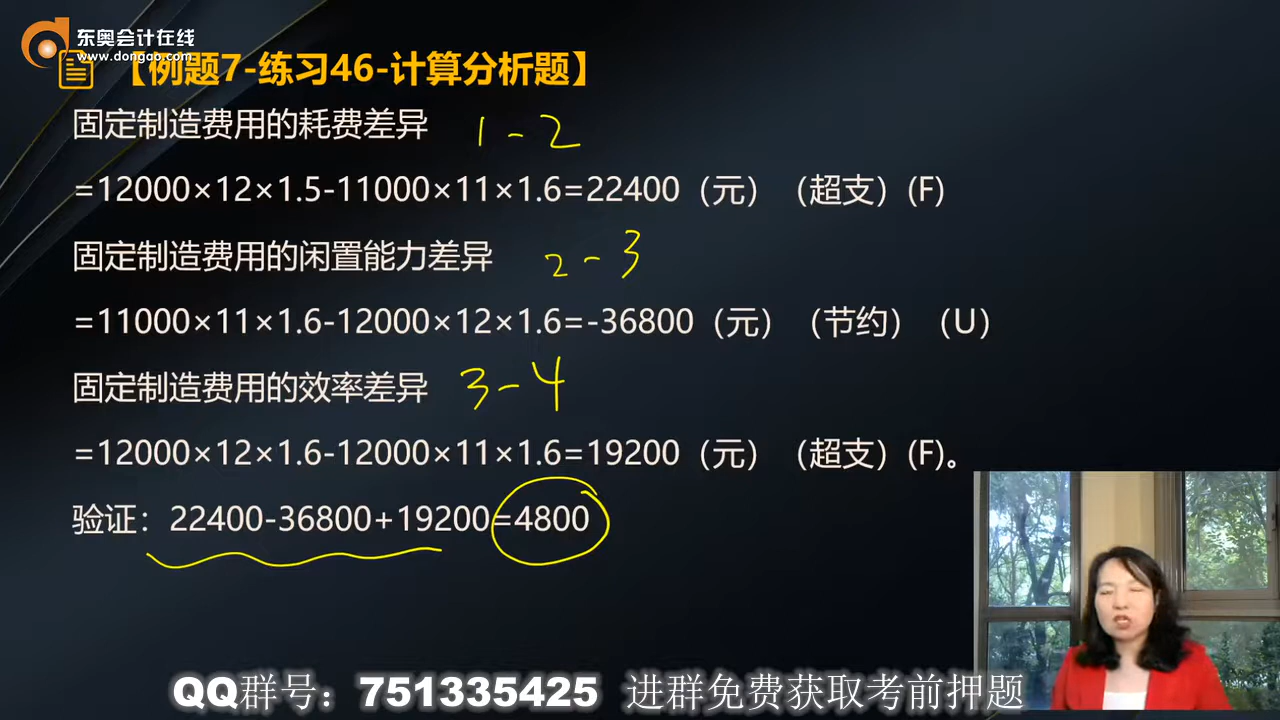 东奥会计在线
www.dongao.com
【例题7-练习46-计算分析题】
固定制造费用的耗费差异 1-2
=12000×12×1.5-11000×11×1.6=22400（元）（超支）(F)
固定制造费用的闲置能力差异 2-3
=11000×11×1.6-12000×12×1.6=-36800（元）（节约）（U）
固定制造费用的效率差异 3-4
=12000×12×1.6-12000×11×1.6=19200（元）（超支）(F)。
验证：22400-36800+19200=4800
QQ群号：751335425 进群免费获取考前押题